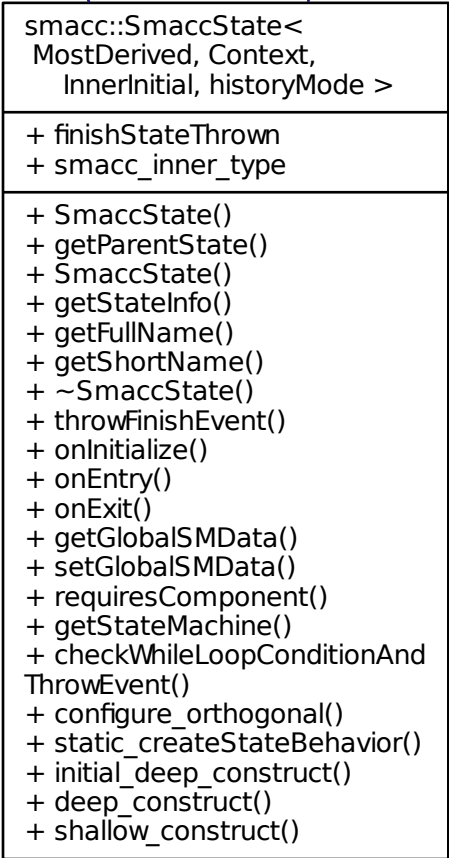 smacc::SmaccState<
MostDerived, Context,
InnerInitial, historyMode >
+ finishStateThrown
+ smacc_inner_type
+ SmaccState()
+ getParentState()
+ SmaccState()
+ getStateInfo()
+ getFullName()
+ getShortName()
+ ~SmaccState()
+ throwFinishEvent()
+ onInitialize()
+ onEntry()
+ onExit()
+ getGlobalSMData()
+ setGlobalSMData()
+ requiresComponent()
+ getStateMachine()
+ checkWhileLoopConditionAnd
ThrowEvent()
+ configure_orthogonal()
+ static_createStateBehavior()
+ initial_deep_construct()
+ deep_construct()
+ shallow_construct()